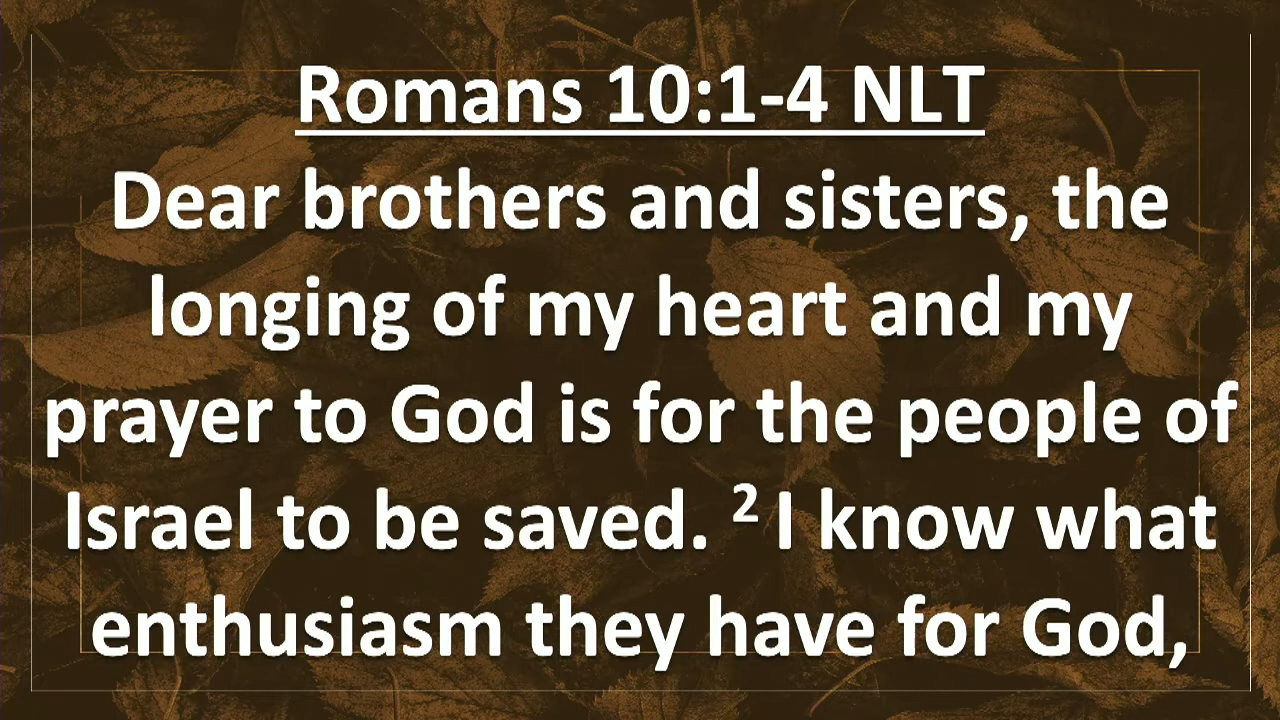 Romans 10:1-4 NLT
Dear brothers and sisters, the
longing of my heart and my
prayer to God is for the people of
Israel to be saved. ² I know what
enthusiasm they have for God,